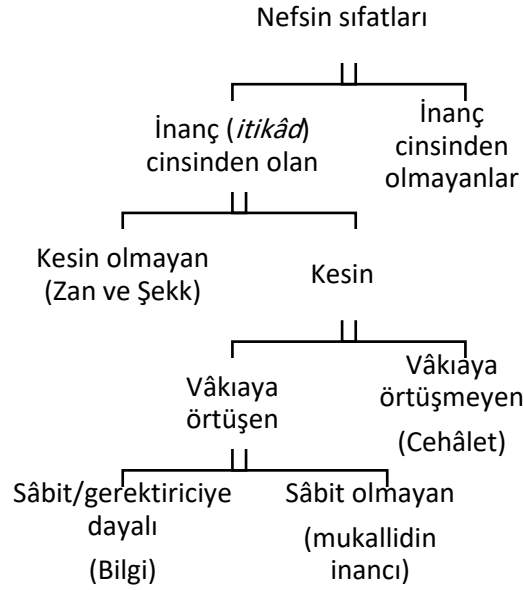 Nefsin sıfatları
İnanç (itikâd)
cinsinden olan
İnanç
cinsinden
olmayanlar
Kesin olmayan
(Zan ve Şekk)
Kesin
Vâkıaya
örtüşen
Vâkıaya
örtüşmeyen
(Cehâlet)
Sâbit/gerektiriciye
dayalı
(Bilgi)
Sâbit olmayan
(mukallidin
inancı)